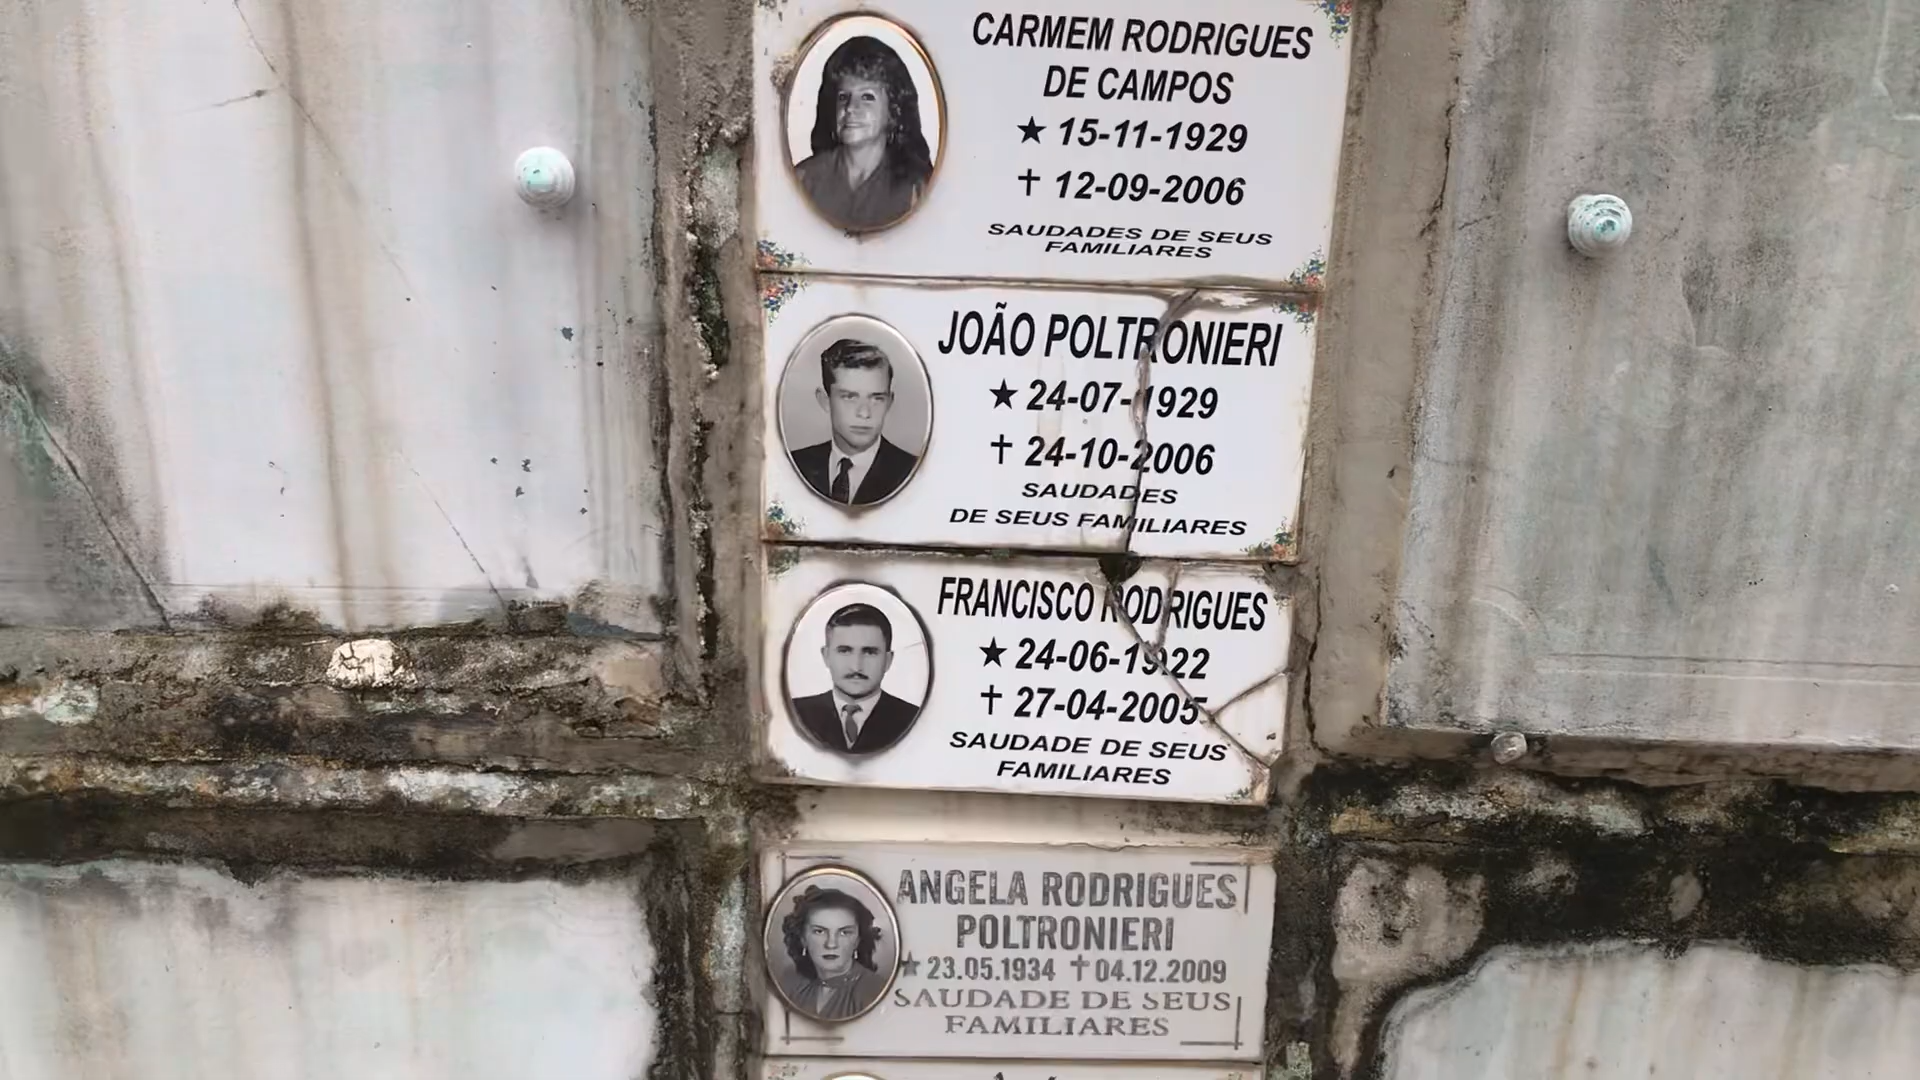 CARMEM RODRIGUES
DE CAMPOS
★ 15-11-1929
✝ 12-09-2006
SAUDADES DE SEUS
FAMILIARES
JOÃO POLTRONIERI
★ 24-07-1929
✝ 24-10-2006
SAUDADES
DE SEUS FAMILIARES
FRANCISCO RODRIGUES
★ 24-06-1922
✝ 27-04-2005
SAUDADE DE SEUS
FAMILIARES
ANGELA RODRIGUES
POLTRONIERI
★ 23.05.1934 ✝ 04.12.2009
SAUDADE DE SEUS
FAMILIARES